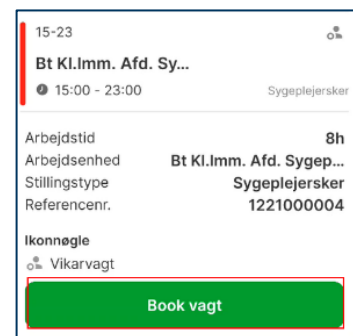 15-23
Bt Kl.Imm. Afd. Sy...
15:00 - 23:00 Sygeplejersker
Arbejdstid 8h
Arbejdsenhed Bt Kl.Imm. Afd. Sygep...
Stillingstype Sygeplejersker
Referencenr. 1221000004
Ikonnøgle
Vikarvagt
Book vagt